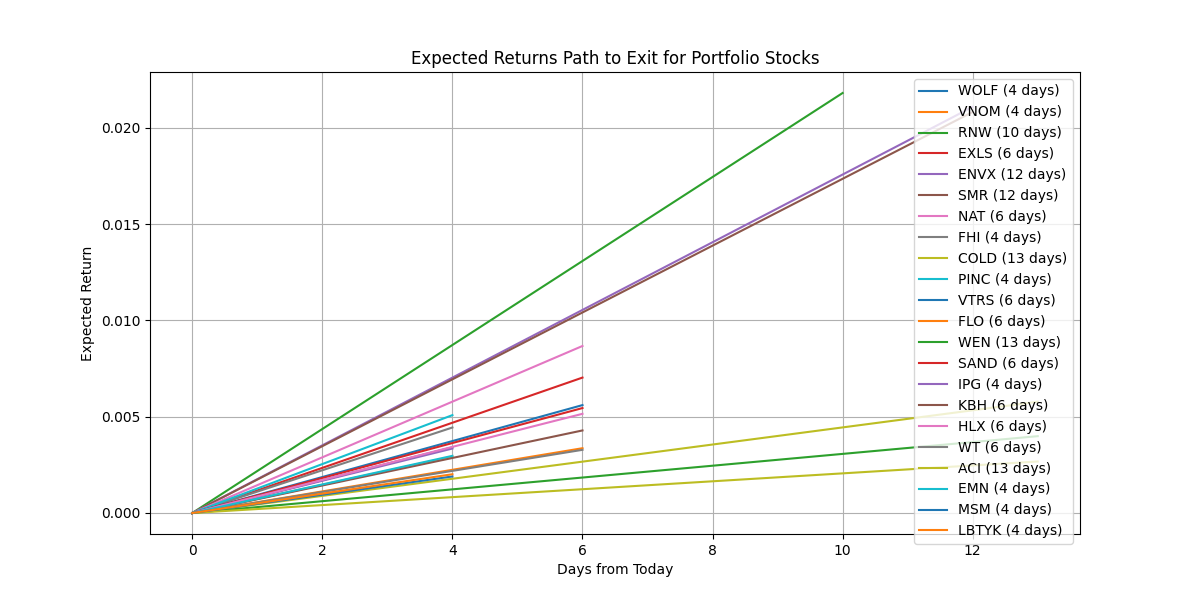 Expected Returns Path to Exit for Portfolio Stocks
Expected Return
0.020
0.015
0.010
0.005
0.000
0
2
4
6
8
10
12
Days from Today
WOLF (4 days)
VNOM (4 days)
RNW (10 days)
EXLS (6 days)
ENVX (12 days)
SMR (12 days)
NAT (6 days)
FHI (4 days)
COLD (13 days)
PINC (4 days)
VTRS (6 days)
FLO (6 days)
WEN (13 days)
SAND (6 days)
IPG (4 days)
KBH (6 days)
HLX (6 days)
WT (6 days)
ACI (13 days)
EMN (4 days)
MSM (4 days)
LBTYK (4 days)